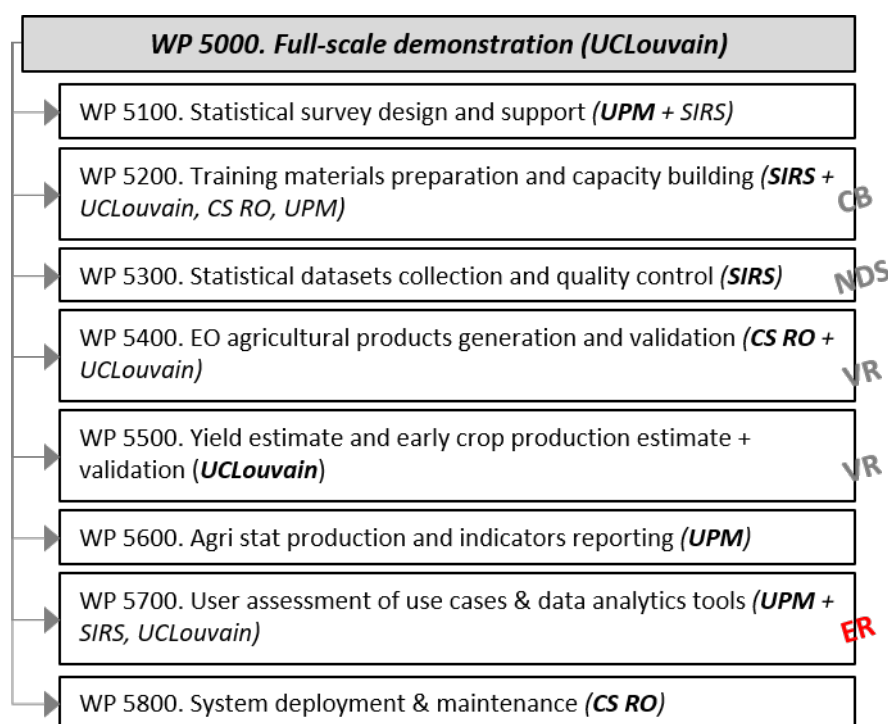 WP 5000. Full-scale demonstration (UCLouvain)
WP 5100. Statistical survey design and support (UPM + SIRS)
WP 5200. Training materials preparation and capacity building (SIRS +
UCLouvain, CS RO, UPM)
CB
WP 5300. Statistical datasets collection and quality control (SIRS)
NDS
WP 5400. EO agricultural products generation and validation (CS RO +
UCLouvain)
VR
WP 5500. Yield estimate and early crop production estimate +
validation (UCLouvain)
VR
WP 5600. Agri stat production and indicators reporting (UPM)
WP 5700. User assessment of use cases & data analytics tools (UPM +
SIRS, UCLouvain)
ER
WP 5800. System deployment & maintenance (CS RO)